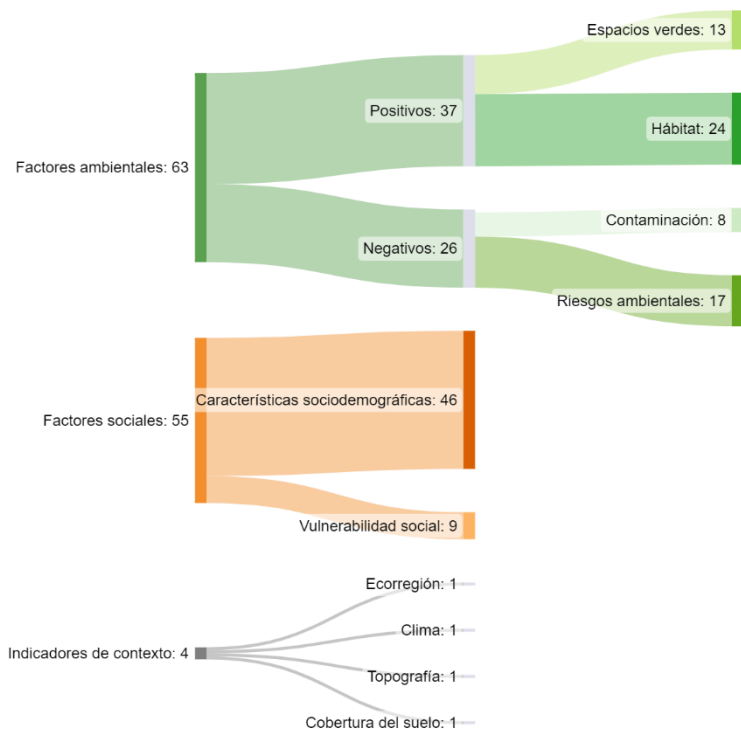 Espacios verdes: 13
Positivos: 37
Hábitat: 24
Factores ambientales: 63
Contaminación: 8
Negativos: 26
Riesgos ambientales: 17
Características sociodemográficas: 46
Factores sociales: 55
Vulnerabilidad social: 9
Ecorregión: 1
Clima: 1
Indicadores de contexto: 4
Topografía: 1
Cobertura del suelo: 1